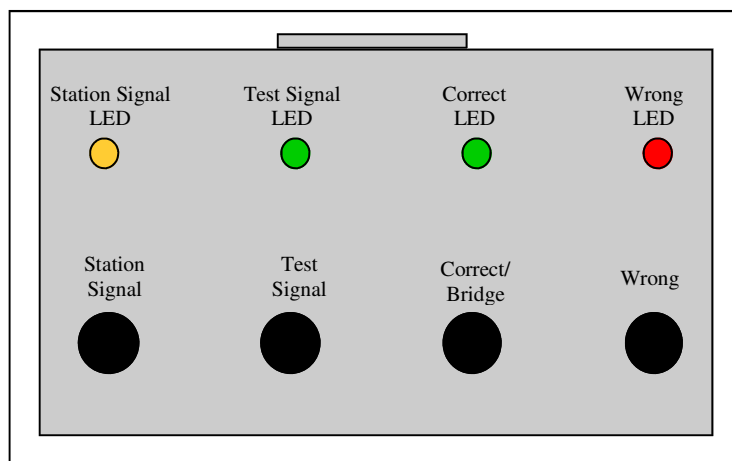 Station Signal
LED
Test Signal
LED
Correct
LED
Wrong
LED
Station
Signal
Test
Signal
Correct/
Bridge
Wrong